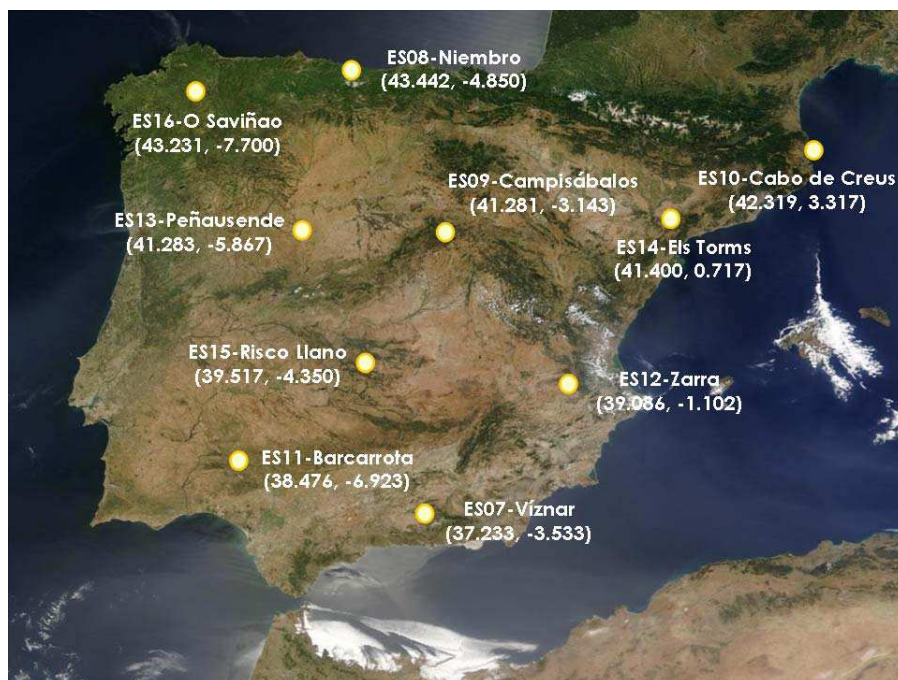 ES08-Niembro
(43.442, -4.850)
ES16-O Saviñao
(43.231, -7.700)
ES09-Campisábalos
(41.281, -3.143)
ES10-Cabo de Creus
(42.319, 3.317)
ES13-Peñausende
(41.283, -5.867)
ES14-Els Torms
(41.400, 0.717)
ES15-Risco Llano
(39.517, -4.350)
ES12-Zarra
(39.086, -1.102)
ES11-Barcarrota
(38.476, -6.923)
ES07-Víznar
(37.233, -3.533)